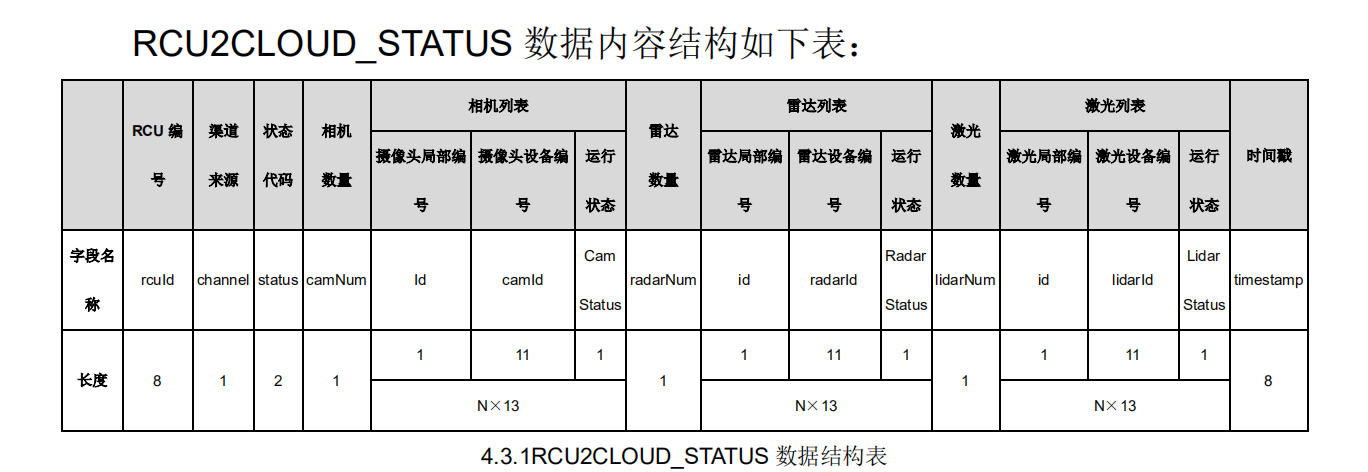 RCU2CLOUD_STATUS 数据内容结构如下表：
相机列表 雷达列表 激光列表
RCU 编号 渠道来源 状态代码 相机数量 摄像头局部编号 摄像头设备编号 运行状态 雷达数量 雷达局部编号 雷达设备编号 运行状态 激光数量 激光局部编号 激光设备编号 运行状态 时间戳
字段名称 rcuId channel status camNum Id camId Cam Status radarNum id radarId Radar Status lidarNum id lidarId Lidar Status timestamp
长度 8 1 2 1 1 11 1 1 1 11 1 1 1 11 1 8
N×13 N×13 N×13
4.3.1RCU2CLOUD_STATUS 数据结构表